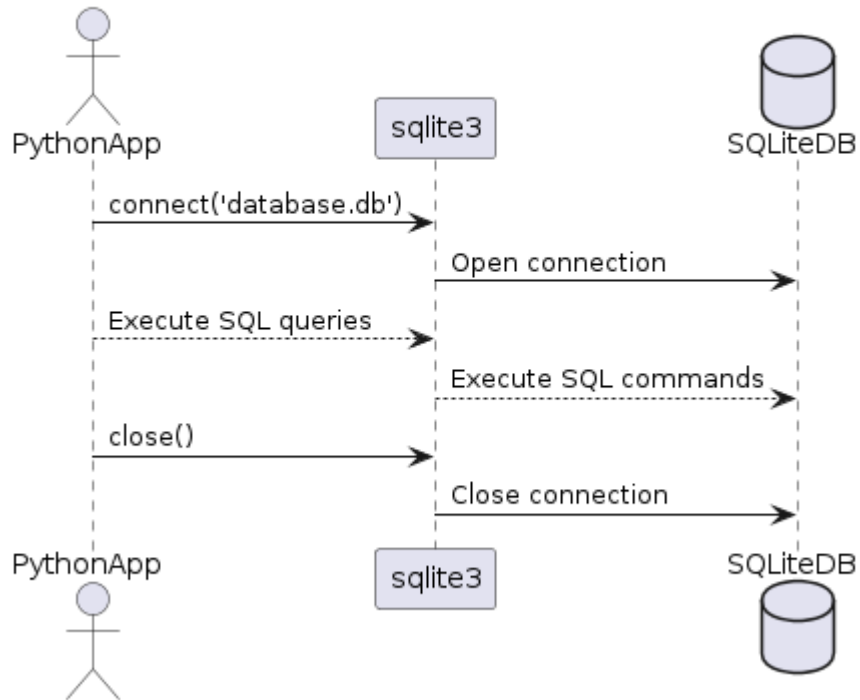 PythonApp
sqlite3
SQLiteDB
connect('database.db')
Open connection
Execute SQL queries
Execute SQL commands
close()
Close connection
PythonApp
sqlite3
SQLiteDB